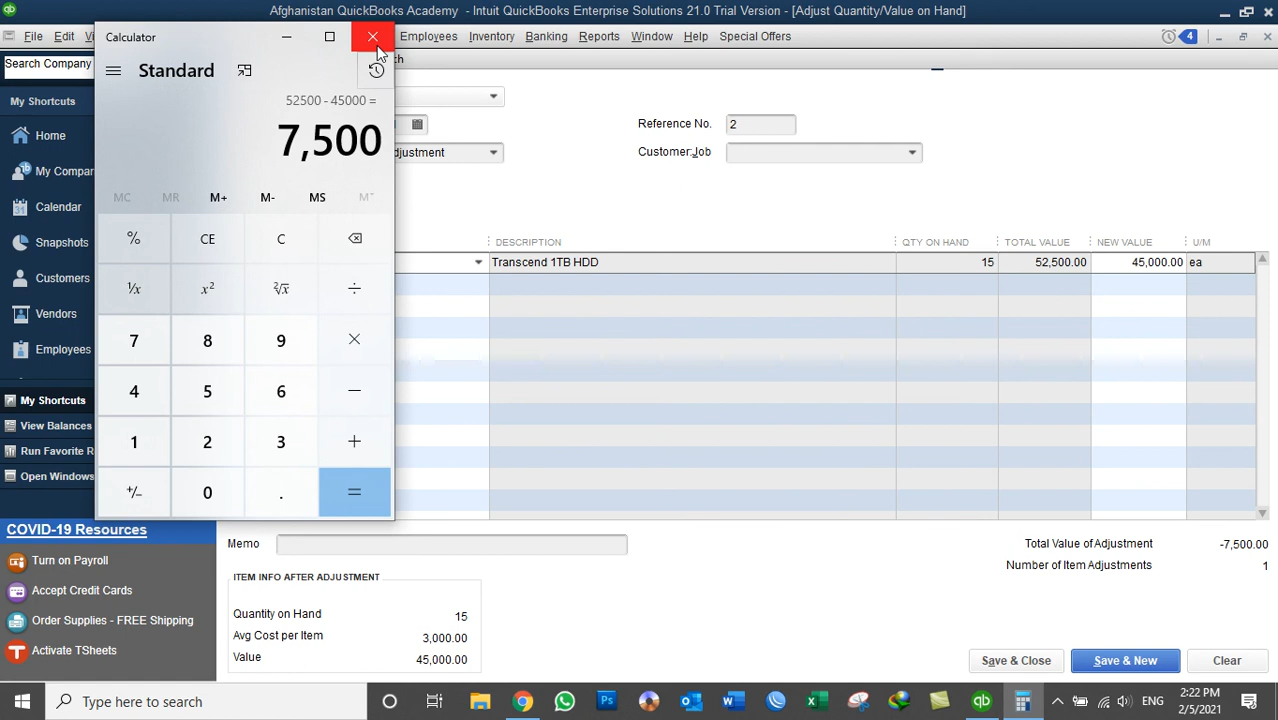 Afghanistan QuickBooks Academy - Intuit QuickBooks Enterprise Solutions 21.0 Trial Version - [Adjust Quantity/Value on Hand]
File Edit Employees Inventory Banking Reports Window Help Special Offers 4
Calculator
Search Company
Standard
My Shortcuts
52500 - 45000 =
7,500
Reference No. 2
Customer:Job
Home
My Compan
Calendar
Snapshots
Customers
Vendors
Employees
MC MR M+ M- MS M
% CE C
1/x x² ²√x ÷
7 8 9 ×
4 5 6 −
1 2 3 +
+/− 0 . =
DESCRIPTION QTY ON HAND TOTAL VALUE NEW VALUE U/M
Transcend 1TB HDD 15 52,500.00 45,000.00 ea
My Shortcuts
View Balances
Run Favorite R
Open Windows
COVID-19 Resources
Turn on Payroll
Accept Credit Cards
Order Supplies - FREE Shipping
Activate TSheets
Memo
Total Value of Adjustment -7,500.00
Number of Item Adjustments 1
ITEM INFO AFTER ADJUSTMENT
Quantity on Hand 15
Avg Cost per Item 3,000.00
Value 45,000.00
Save & Close Save & New Clear
Type here to search
ENG
2:22 PM
2/5/2021